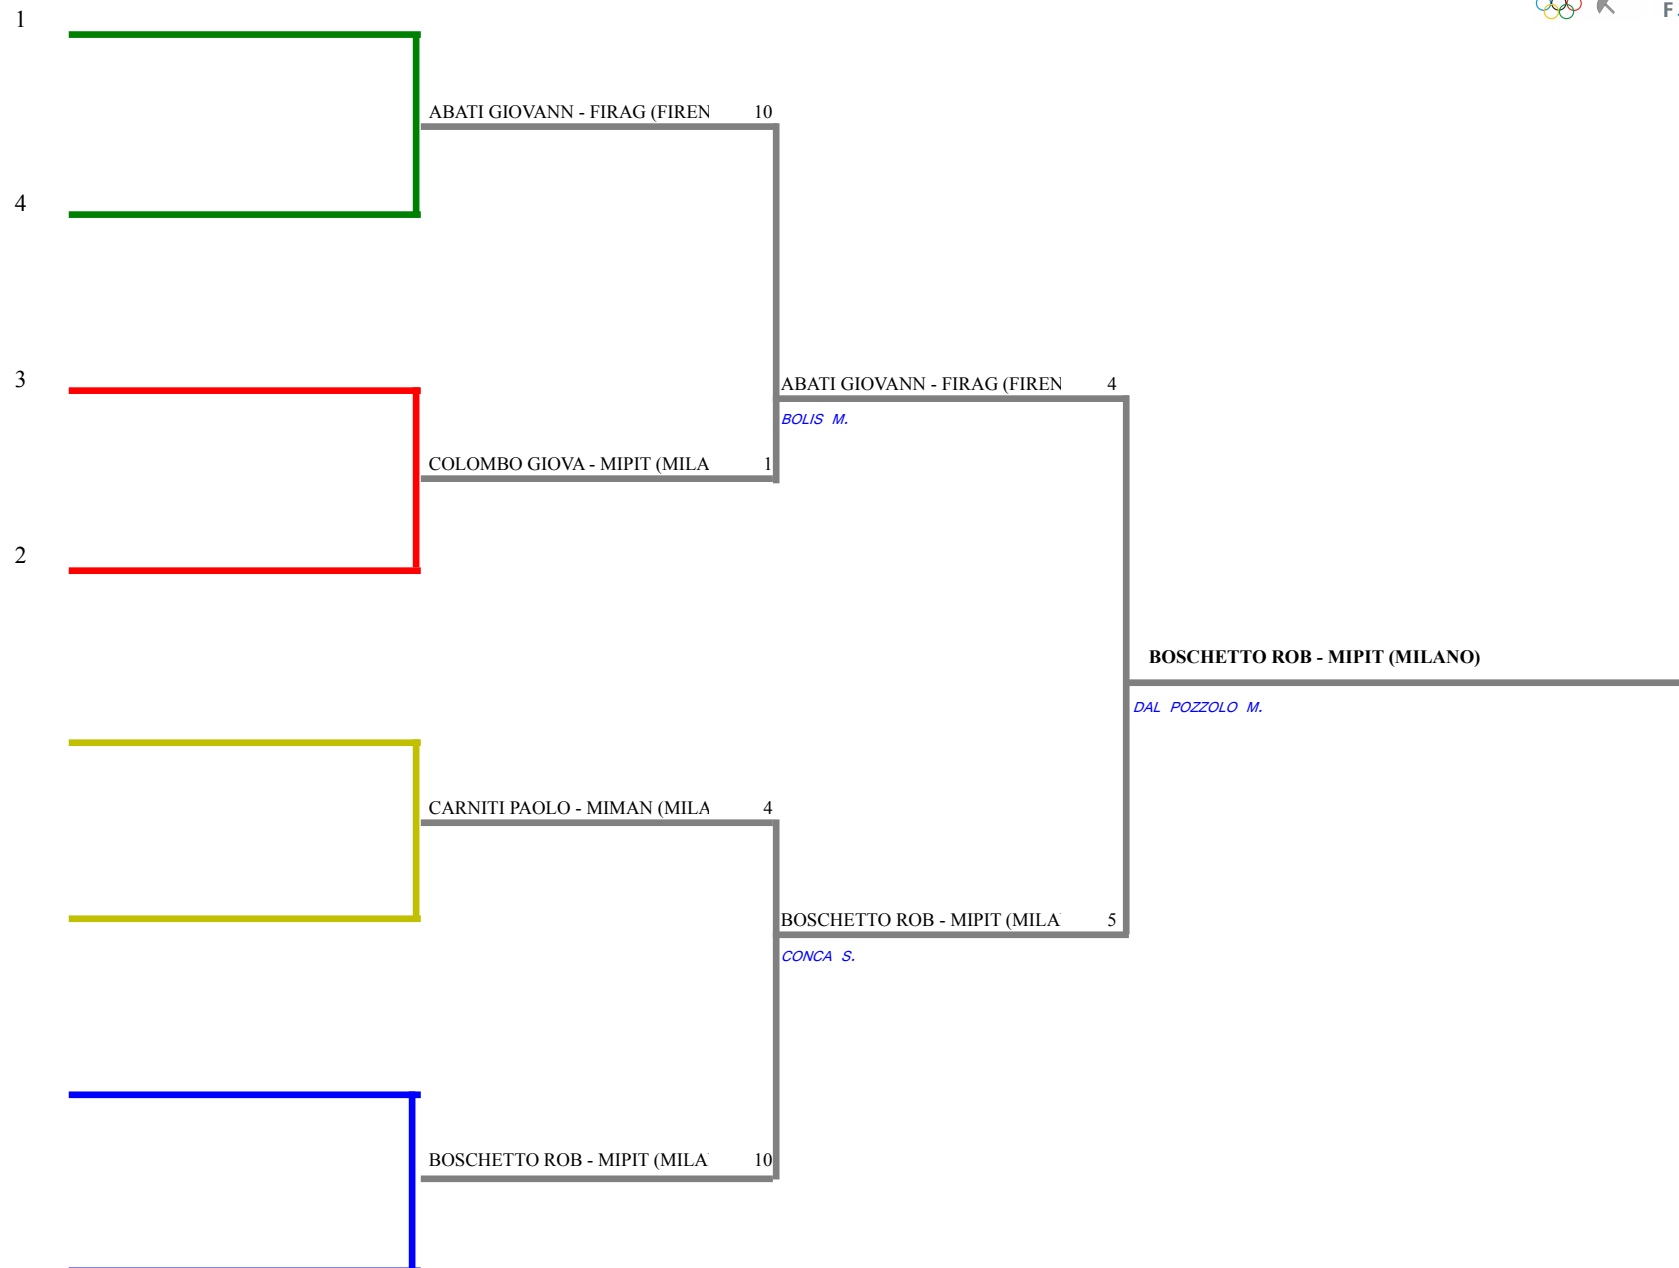 1
F
ABATI GIOVANN - FIRAG (FIREN 10
4
3
ABATI GIOVANN - FIRAG (FIREN 4
BOLIS M.
COLOMBO GIOVA - MIPIT (MILA 1
2
BOSCHETTO ROB - MIPIT (MILANO)
DAL POZZOLO M.
CARNITI PAOLO - MIMAN (MILA 4
BOSCHETTO ROB - MIPIT (MILA 5
CONCA S.
BOSCHETTO ROB - MIPIT (MILA 10